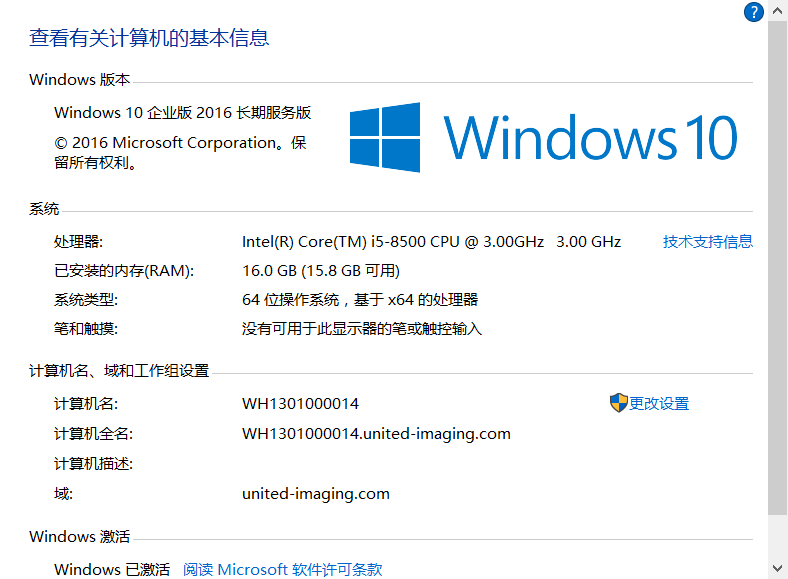 ?
查看有关计算机的基本信息
Windows 版本
Windows 10 企业版 2016 长期服务版
© 2016 Microsoft Corporation。保
留所有权利。
Windows 10
系统
处理器: Intel(R) Core(TM) i5-8500 CPU @ 3.00GHz 3.00 GHz 技术支持信息
已安装的内存(RAM): 16.0 GB (15.8 GB 可用)
系统类型: 64 位操作系统，基于 x64 的处理器
笔和触摸: 没有可用于此显示器的笔或触控输入
计算机名、域和工作组设置
计算机名: WH1301000014 更改设置
计算机全名: WH1301000014.united-imaging.com
计算机描述:
域: united-imaging.com
Windows 激活
Windows 已激活 阅读 Microsoft 软件许可条款